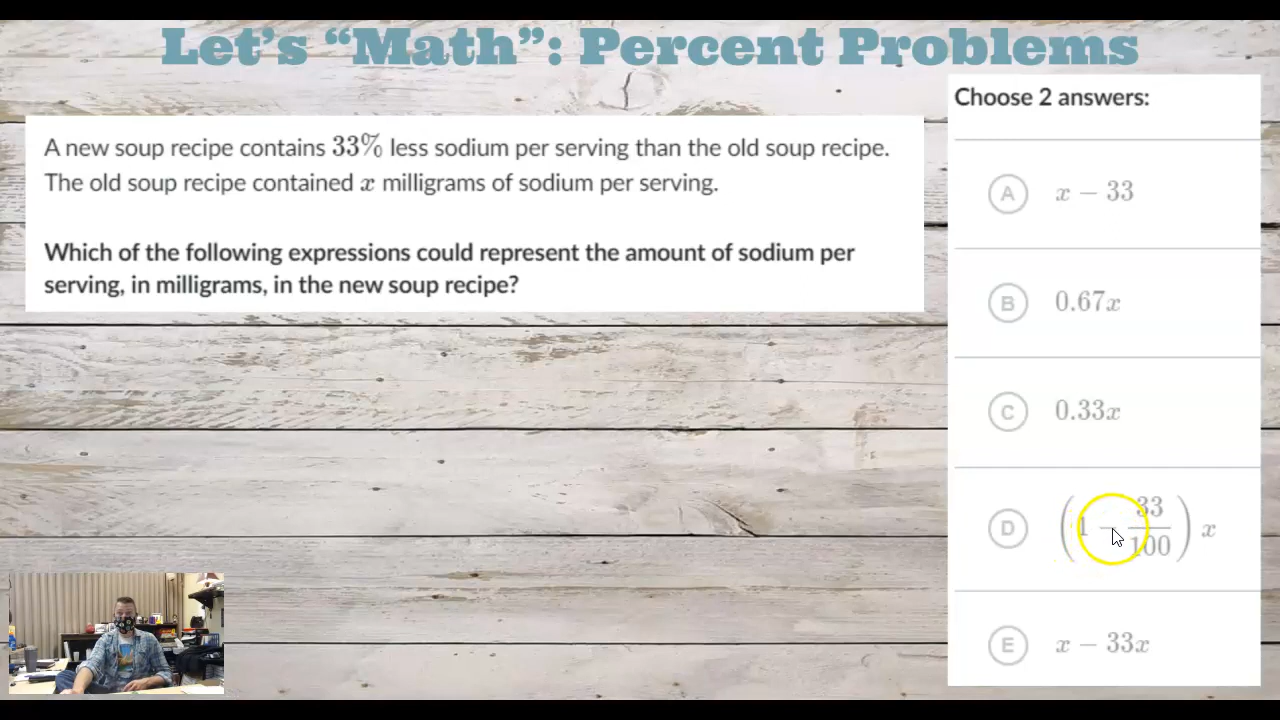 Let's “Math”: Percent Problems
A new soup recipe contains 33% less sodium per serving than the old soup recipe.
The old soup recipe contained x milligrams of sodium per serving.
Which of the following expressions could represent the amount of sodium per
serving, in milligrams, in the new soup recipe?
Choose 2 answers:
A x − 33
B 0.67x
C 0.33x
D (1 − 33/100) x
E x − 33x